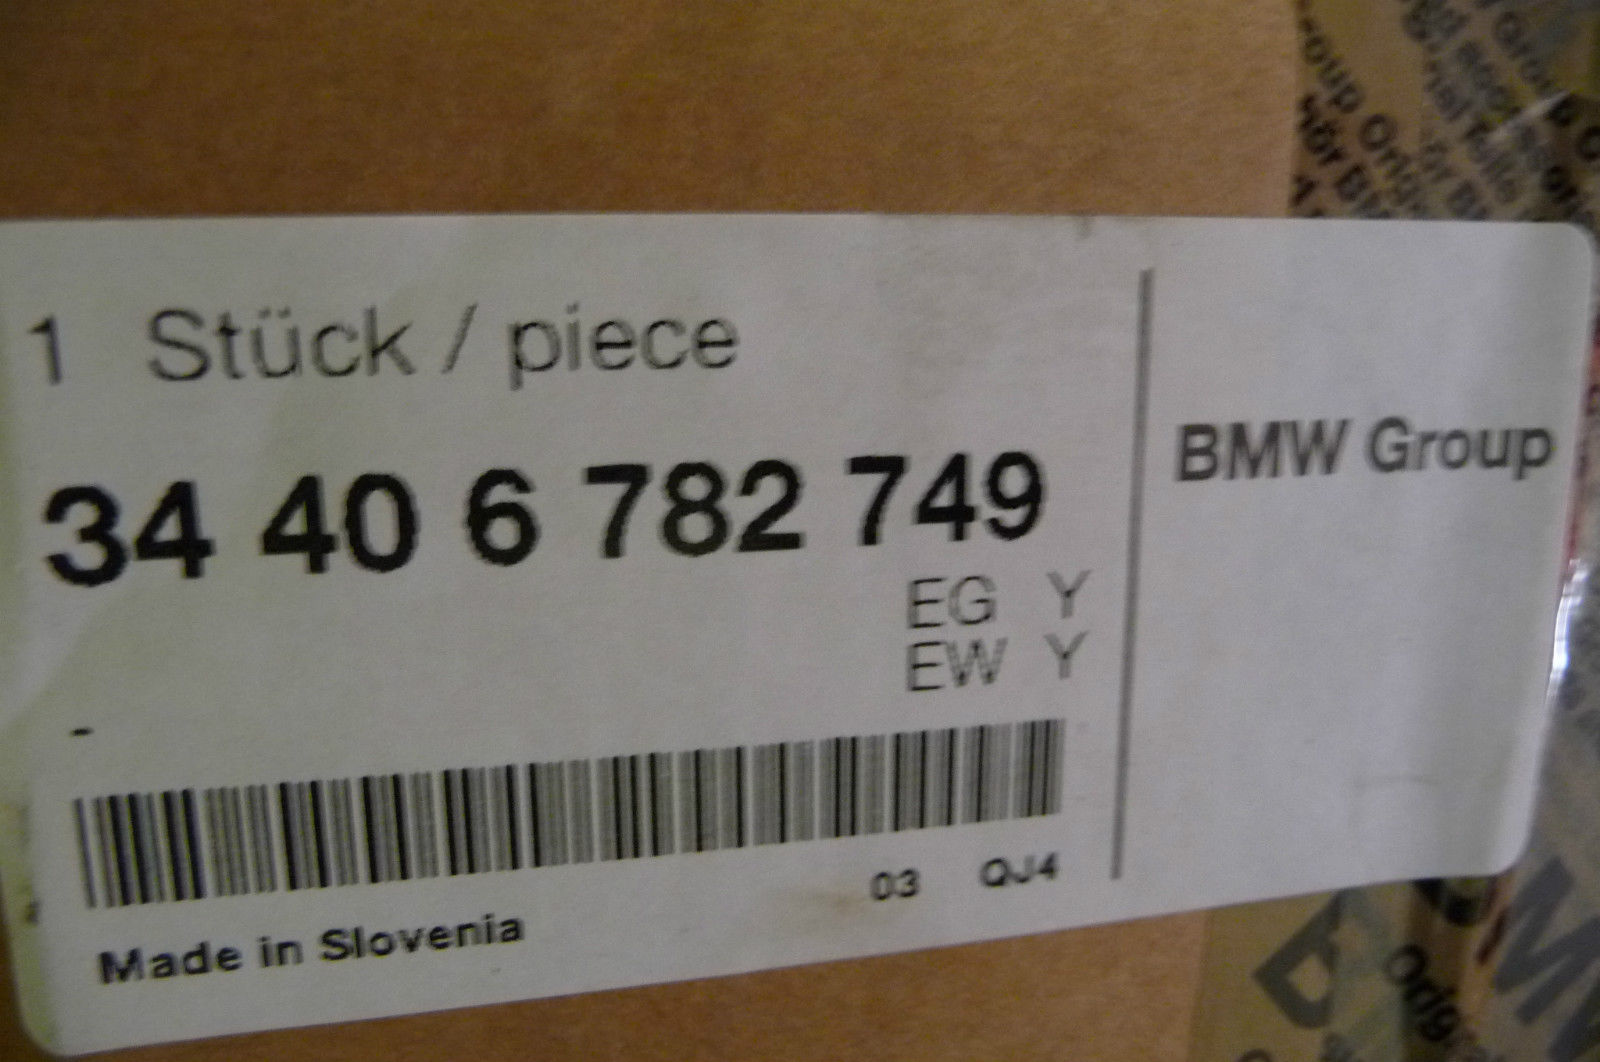 1 Stück / piece
34 40 6 782 749
EG Y
EW Y
-
03 QJ4
Made in Slovenia
BMW Group